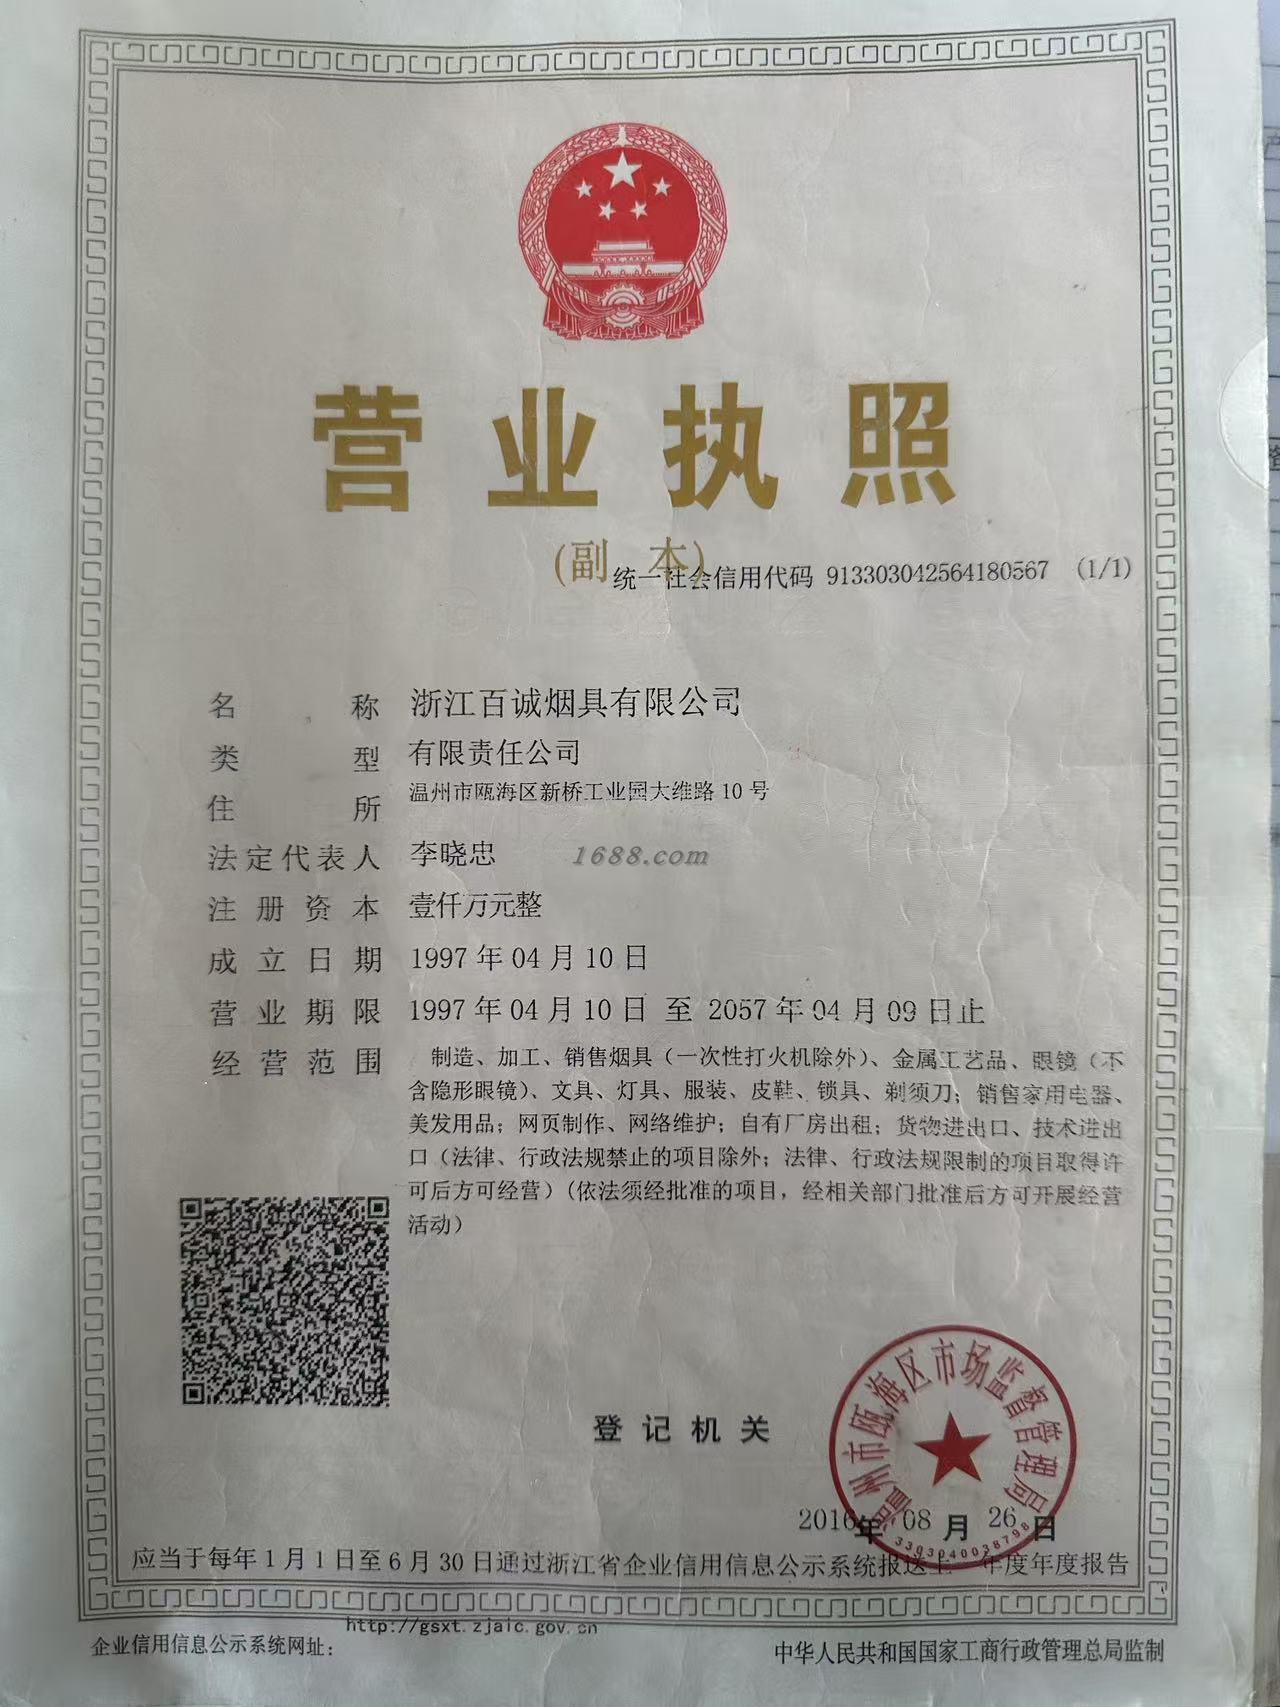 营业执照
(副 本)
统一社会信用代码 913303042564180567 (1/1)
名称 浙江百诚烟具有限公司
类型 有限责任公司
住所 温州市瓯海区新桥工业园大维路10号
法定代表人 李晓忠
1688.com
注册资本 壹仟万元整
成立日期 1997年04月10日
营业期限 1997年04月10日 至 2057年04月09日止
经营范围 制造、加工、销售烟具（一次性打火机除外）、金属工艺品、眼镜（不
含隐形眼镜）、文具、灯具、服装、皮鞋、锁具、剃须刀；销售家用电器、
美发用品；网页制作、网络维护；自有厂房出租；货物进出口、技术进出
口（法律、行政法规禁止的项目除外；法律、行政法规限制的项目取得许
可后方可经营）(依法须经批准的项目，经相关部门批准后方可开展经营
活动）
登记机关
温州市瓯海区市场监督管理局
3303040038798
2016年08月26日
应当于每年1月1日至6月30日通过浙江省企业信用信息公示系统报送上一年度年度报告
http://gsxt.zjaic.gov.cn
企业信用信息公示系统网址：
中华人民共和国国家工商行政管理总局监制